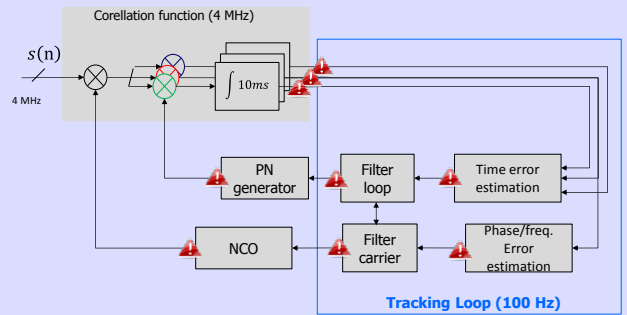 Corellation function (4 MHz)
s(n)
4 MHz
∫ 10ms
PN
generator
Filter
loop
Time error
estimation
NCO
Filter
carrier
Phase/freq.
Error
estimation
Tracking Loop (100 Hz)